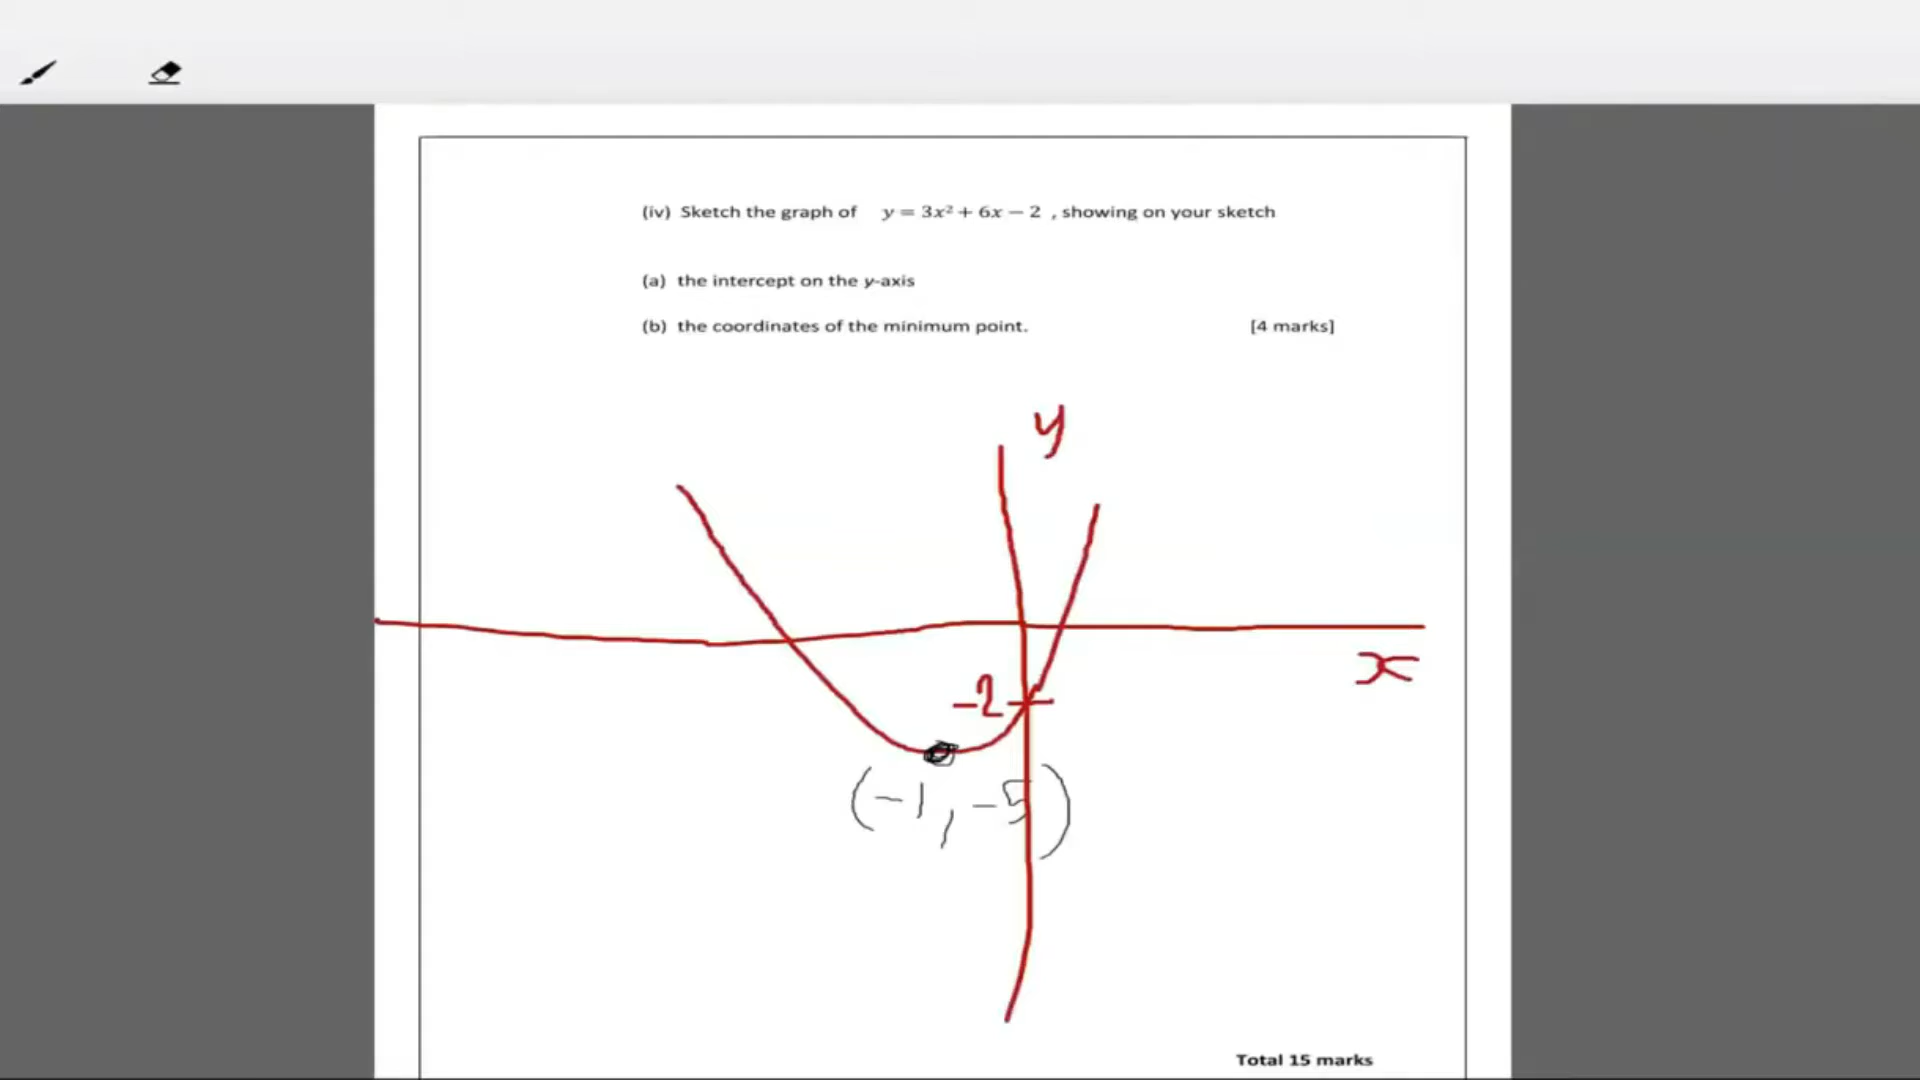 (iv) Sketch the graph of y = 3x² + 6x − 2 , showing on your sketch
(a) the intercept on the y-axis
(b) the coordinates of the minimum point. [4 marks]
y
x
-2
(-1, -5)
Total 15 marks